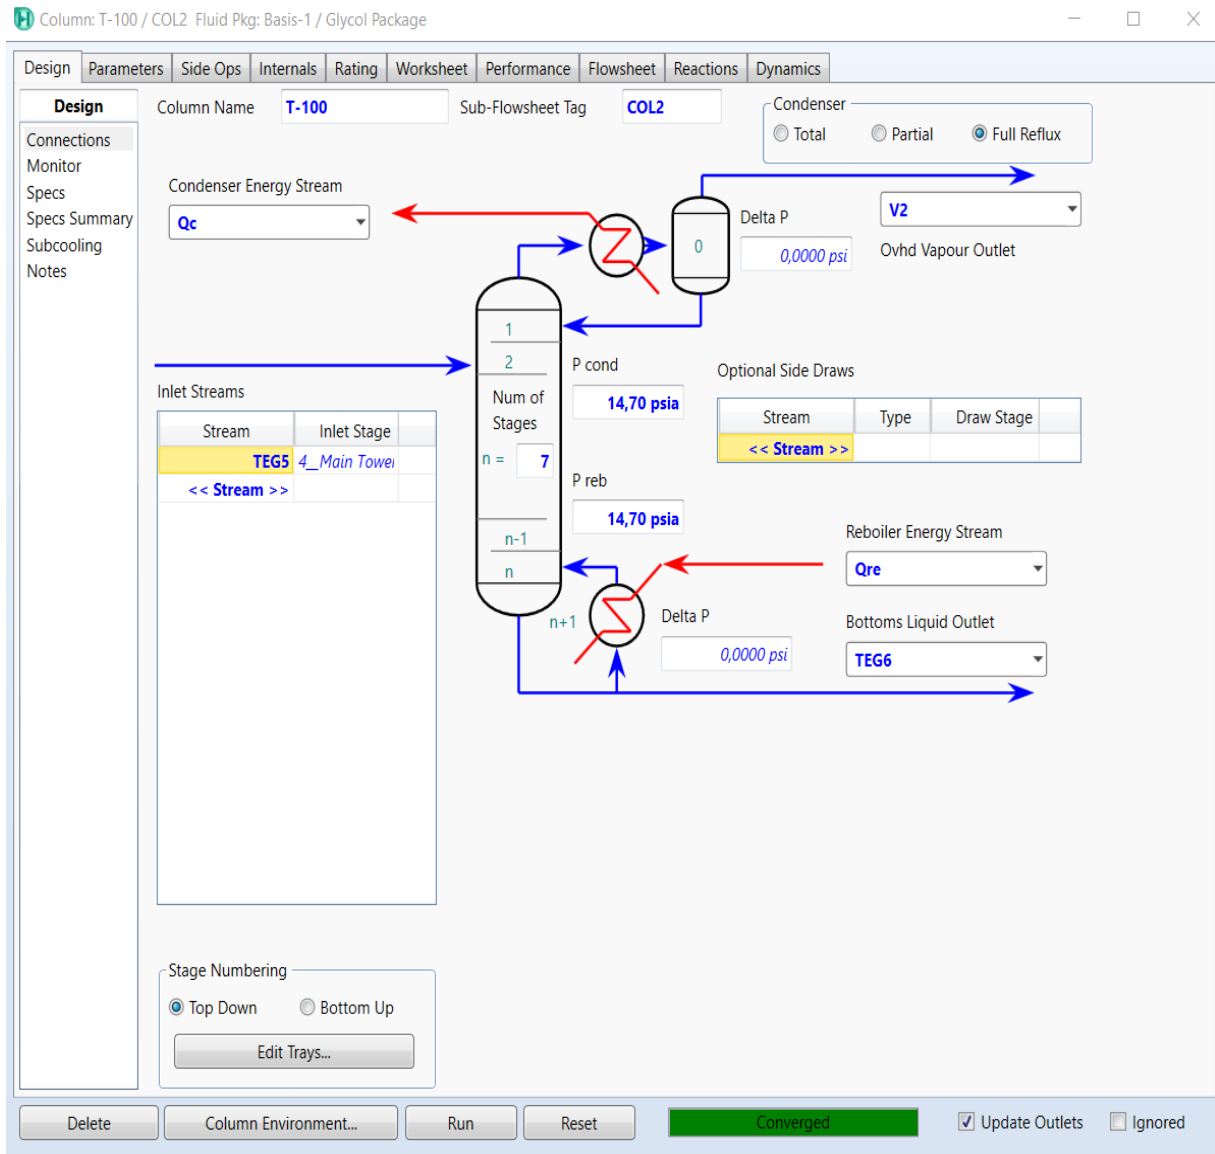 Column: T-100 / COL2 Fluid Pkg: Basis-1 / Glycol Package
Design Parameters Side Ops Internals Rating Worksheet Performance Flowsheet Reactions Dynamics
Design
Connections
Monitor
Specs
Specs Summary
Subcooling
Notes
Column Name T-100 Sub-Flowsheet Tag COL2
Condenser
Total Partial Full Reflux
Condenser Energy Stream
Qc
0
Delta P
0,0000 psi
V2
Ovhd Vapour Outlet
1
2
Num of
Stages
n = 7
n-1
n
n+1
P cond
14,70 psia
P reb
14,70 psia
Optional Side Draws
Stream Type Draw Stage
<< Stream >>
Inlet Streams
Stream Inlet Stage
TEG5 4__Main Tower
<< Stream >>
Reboiler Energy Stream
Qre
Delta P
0,0000 psi
Bottoms Liquid Outlet
TEG6
Stage Numbering
Top Down Bottom Up
Edit Trays...
Delete Column Environment... Run Reset Converged Update Outlets Ignored